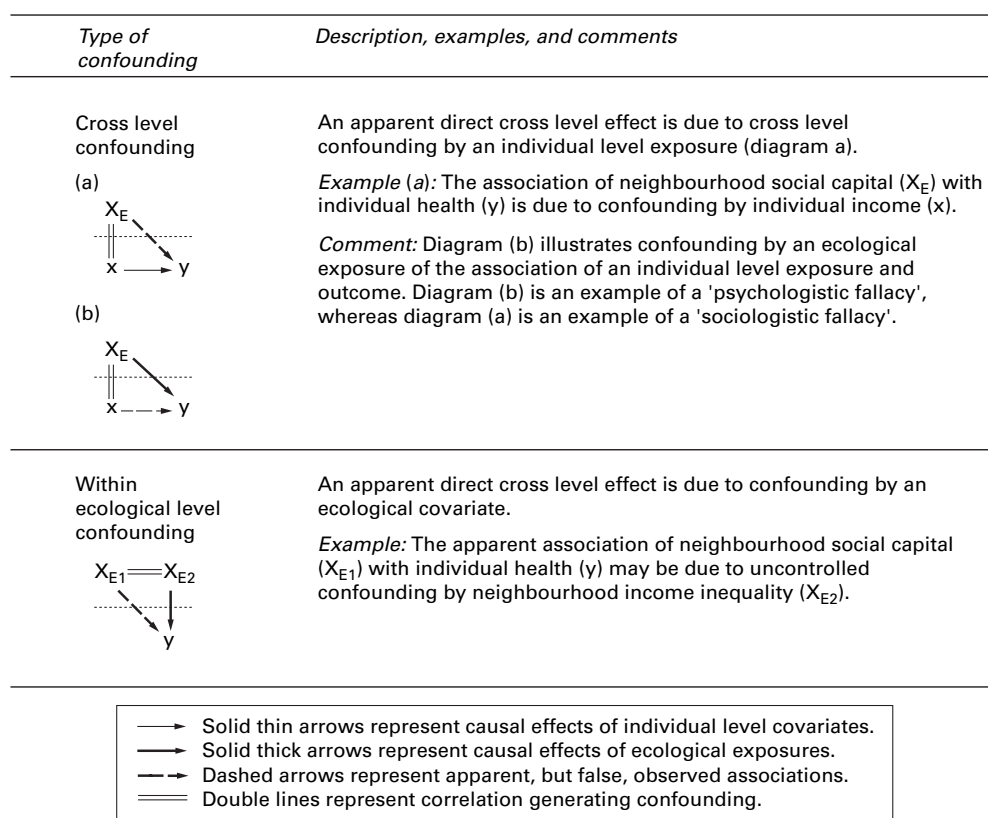 Type of confounding
Description, examples, and comments
Cross level confounding
An apparent direct cross level effect is due to cross level
confounding by an individual level exposure (diagram a).
(a)
X_E
x
y
Example (a): The association of neighbourhood social capital (X_E) with
individual health (y) is due to confounding by individual income (x).
Comment: Diagram (b) illustrates confounding by an ecological
exposure of the association of an individual level exposure and
outcome. Diagram (b) is an example of a 'psychologistic fallacy',
whereas diagram (a) is an example of a 'sociologistic fallacy'.
(b)
X_E
x
y
Within
ecological level
confounding
An apparent direct cross level effect is due to confounding by an
ecological covariate.
X_E1
X_E2
y
Example: The apparent association of neighbourhood social capital
(X_E1) with individual health (y) may be due to uncontrolled
confounding by neighbourhood income inequality (X_E2).
Solid thin arrows represent causal effects of individual level covariates.
Solid thick arrows represent causal effects of ecological exposures.
Dashed arrows represent apparent, but false, observed associations.
Double lines represent correlation generating confounding.